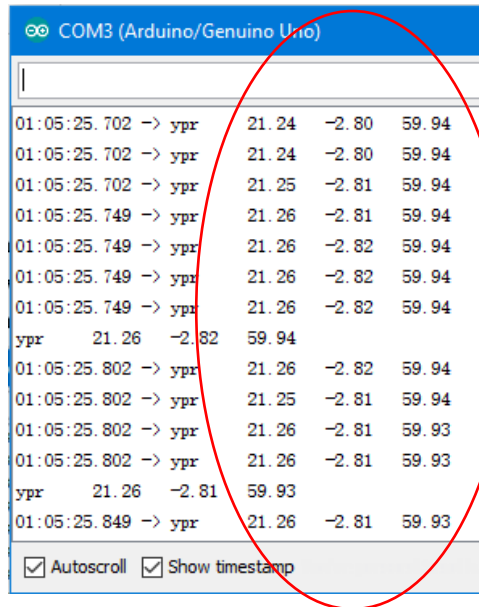 COM3 (Arduino/Genuino Uno)
01:05:25.702 -> ypr 21.24 -2.80 59.94
01:05:25.702 -> ypr 21.24 -2.80 59.94
01:05:25.702 -> ypr 21.25 -2.81 59.94
01:05:25.749 -> ypr 21.26 -2.81 59.94
01:05:25.749 -> ypr 21.26 -2.82 59.94
01:05:25.749 -> ypr 21.26 -2.82 59.94
01:05:25.749 -> ypr 21.26 -2.82 59.94
ypr 21.26 -2.82 59.94
01:05:25.802 -> ypr 21.26 -2.82 59.94
01:05:25.802 -> ypr 21.25 -2.81 59.94
01:05:25.802 -> ypr 21.26 -2.81 59.93
01:05:25.802 -> ypr 21.26 -2.81 59.93
ypr 21.26 -2.81 59.93
01:05:25.849 -> ypr 21.26 -2.81 59.93
Autoscroll Show timestamp